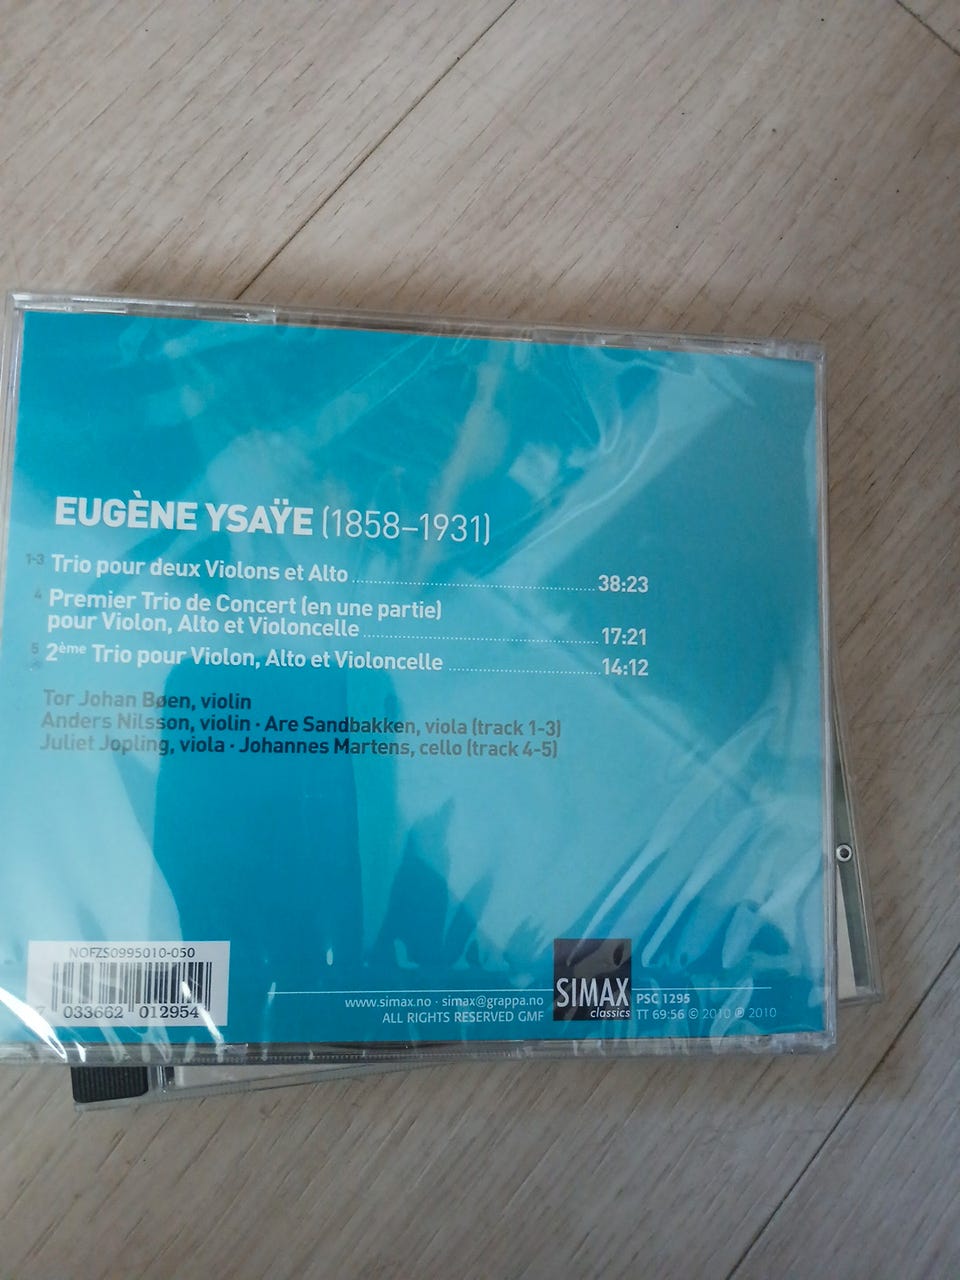 EUGÈNE YSAŸE (1858–1931)
1-3 Trio pour deux Violons et Alto 38:23
4 Premier Trio de Concert (en une partie)
pour Violon, Alto et Violoncelle 17:21
5 2ème Trio pour Violon, Alto et Violoncelle 14:12
Tor Johan Bøen, violin
Anders Nilsson, violin · Are Sandbakken, viola (track 1-3)
Juliet Jopling, viola · Johannes Martens, cello (track 4-5)
NOFZS0995010-050
7 033662 012954
www.simax.no · simax@grappa.no
ALL RIGHTS RESERVED GMF
SIMAX
classics
PSC 1295
TT 69:56 © 2010 ℗ 2010